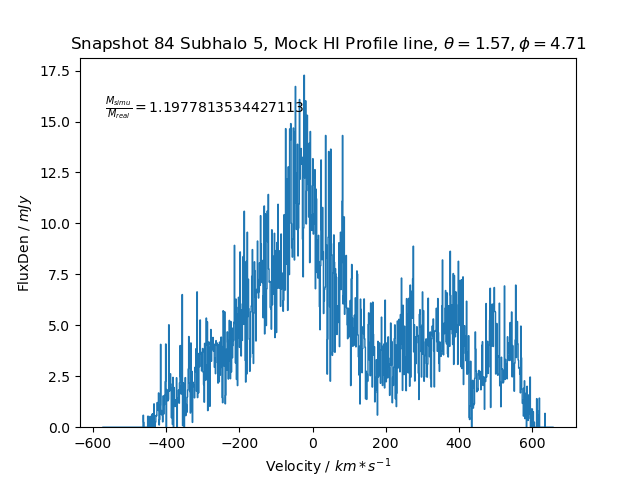 Snapshot 84 Subhalo 5, Mock HI Profile line, θ = 1.57, ϕ = 4.71
17.5
M_simu/M_real = 1.1977813534427113
15.0
12.5
10.0
7.5
5.0
2.5
0.0
FluxDen / mJy
−600 −400 −200 0 200 400 600
Velocity / km * s⁻¹